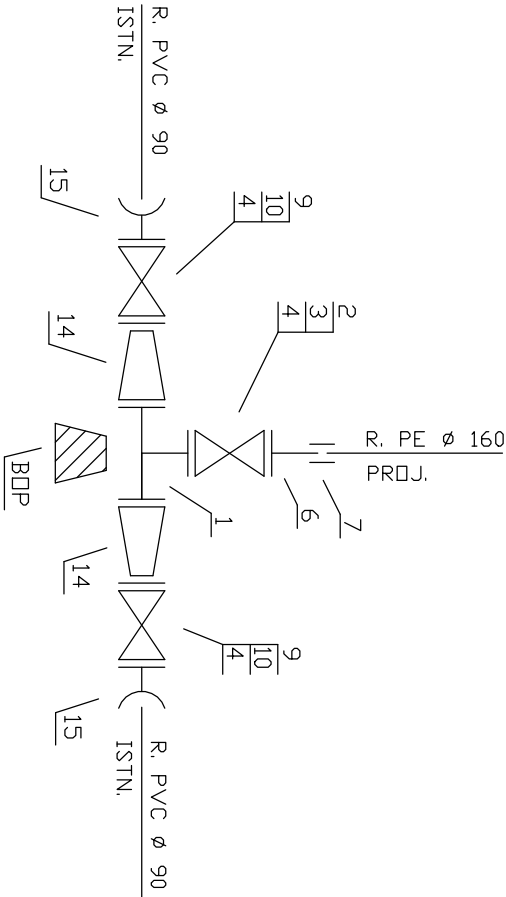 R. PVC ø 90
ISTN.
15
9
10
4
14
2
3
4
R. PE ø 160
PROJ.
BOP
1
6
7
14
9
10
4
15
R. PVC ø 90
ISTN.